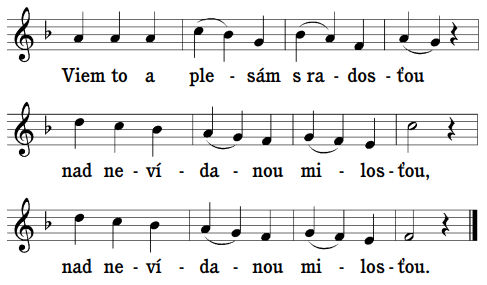 Viem to a ple - sám s ra - dos - ťou
nad ne - ví - da - nou mi - los - ťou,
nad ne - ví - da - nou mi - los - ťou.